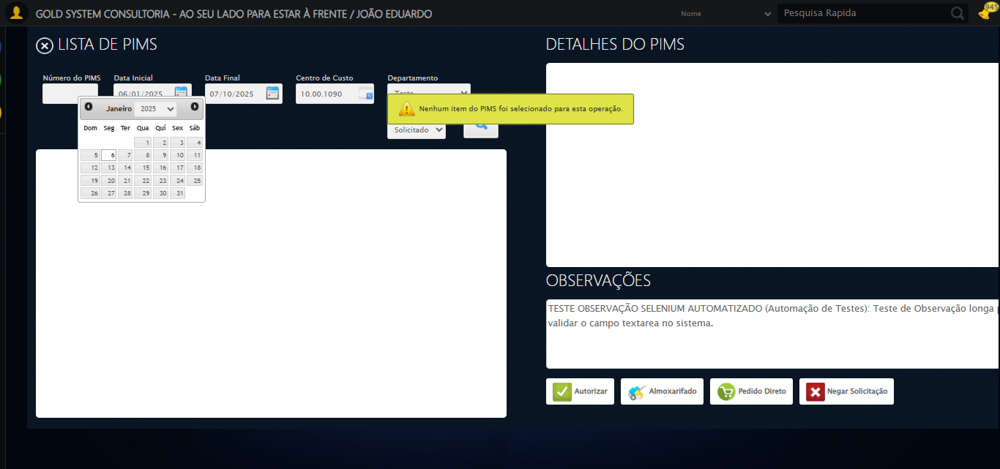 GOLD SYSTEM CONSULTORIA - AO SEU LADO PARA ESTAR À FRENTE / JOÃO EDUARDO
Nome
Pesquisa Rapida
945
LISTA DE PIMS
Número do PIMS
Data Inicial
Data Final
Centro de Custo
Departamento
06/01/2025
07/10/2025
10.00.1090
Teste
Nenhum item do PIMS foi selecionado para esta operação.
Solicitado
Janeiro 2025
Dom Seg Ter Qua Qui Sex Sáb
1 2 3 4
5 6 7 8 9 10 11
12 13 14 15 16 17 18
19 20 21 22 23 24 25
26 27 28 29 30 31
DETALHES DO PIMS
OBSERVAÇÕES
TESTE OBSERVAÇÃO SELENIUM AUTOMATIZADO (Automação de Testes): Teste de Observação longa p
validar o campo textarea no sistema.
Autorizar
Almoxarifado
Pedido Direto
Negar Solicitação